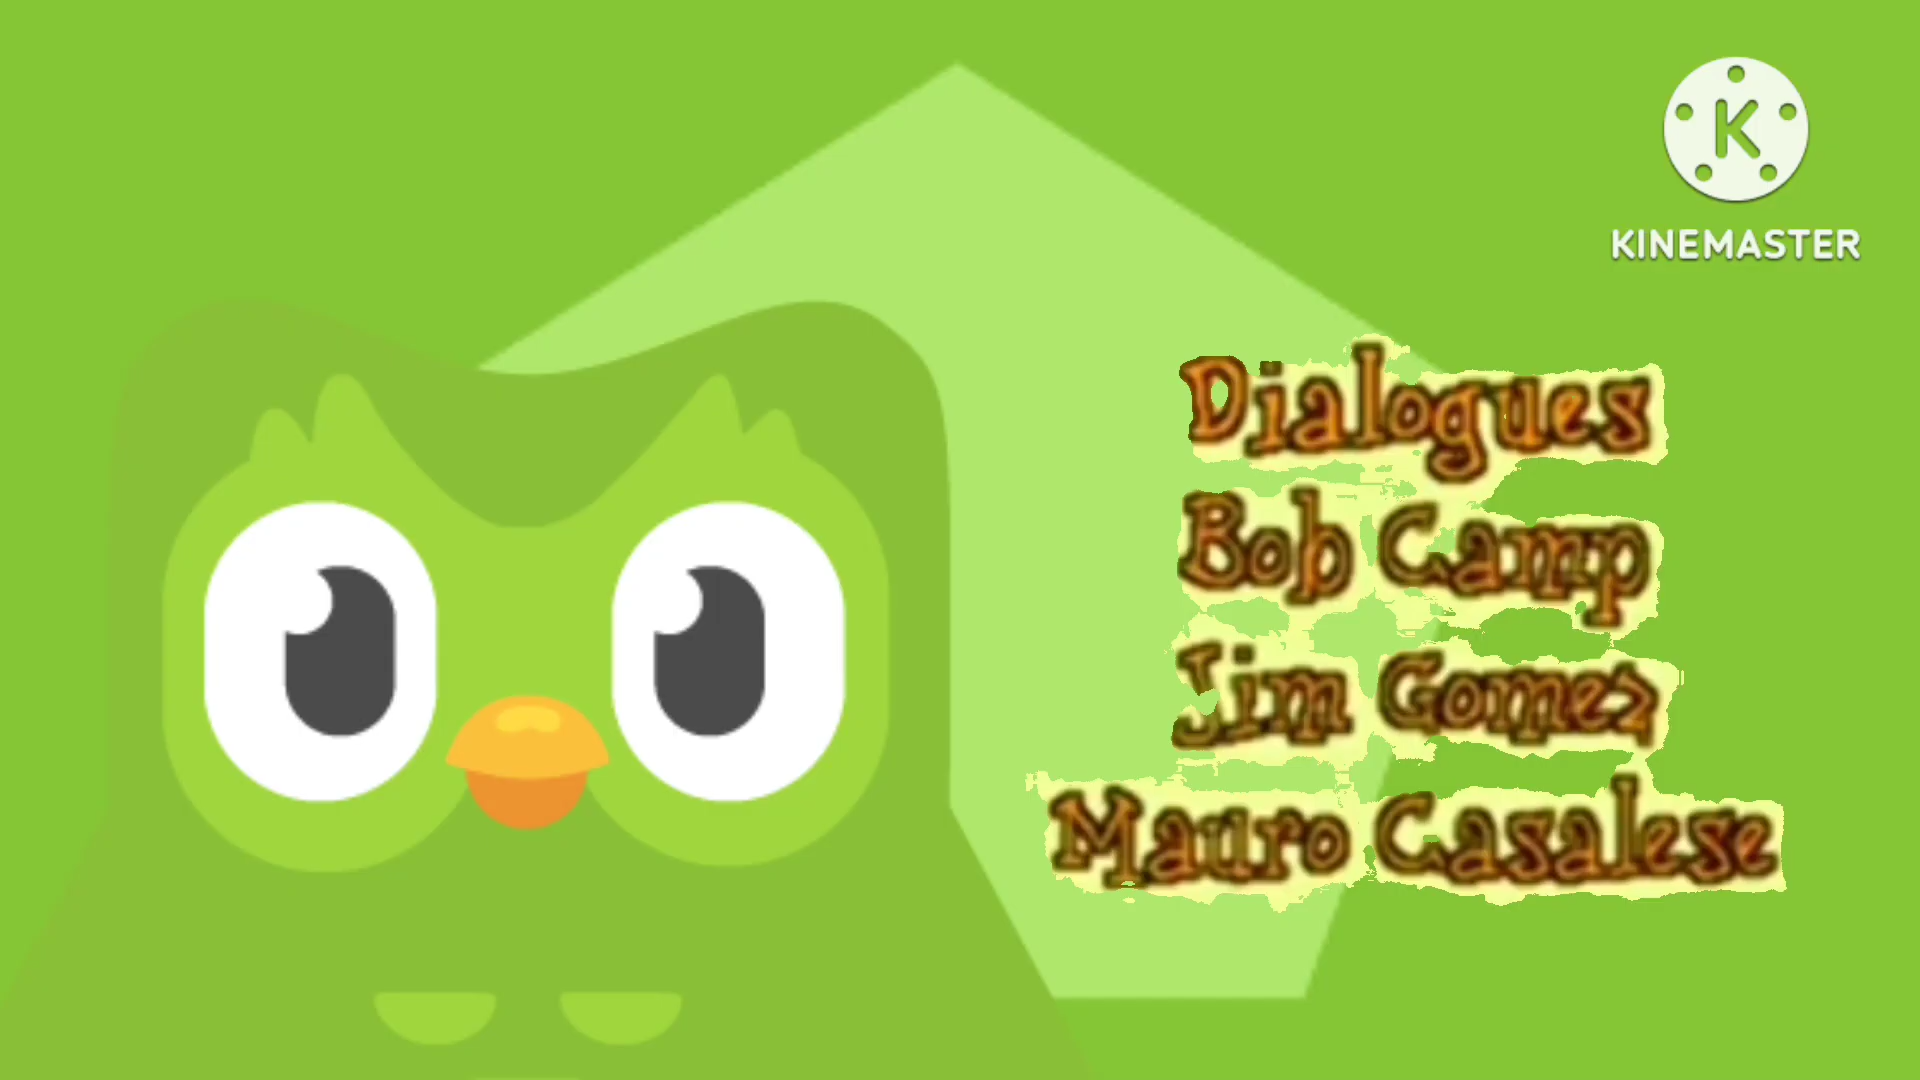 K
KINEMASTER
Dialogues
Bob Camp
Jim Gomez
Mauro Casalese